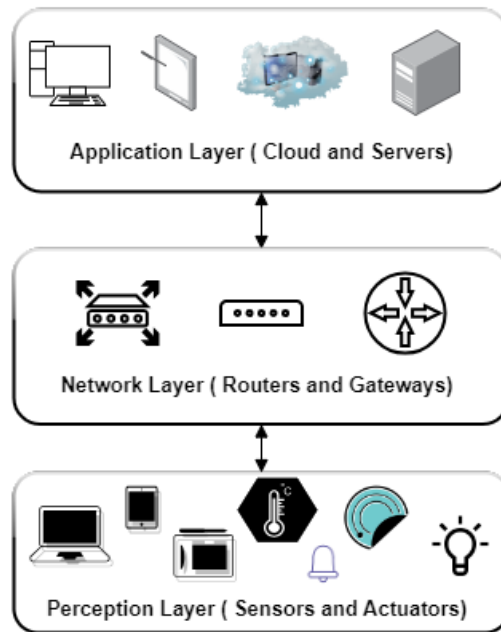 Application Layer ( Cloud and Servers)
Network Layer ( Routers and Gateways)
°C
Perception Layer ( Sensors and Actuators)